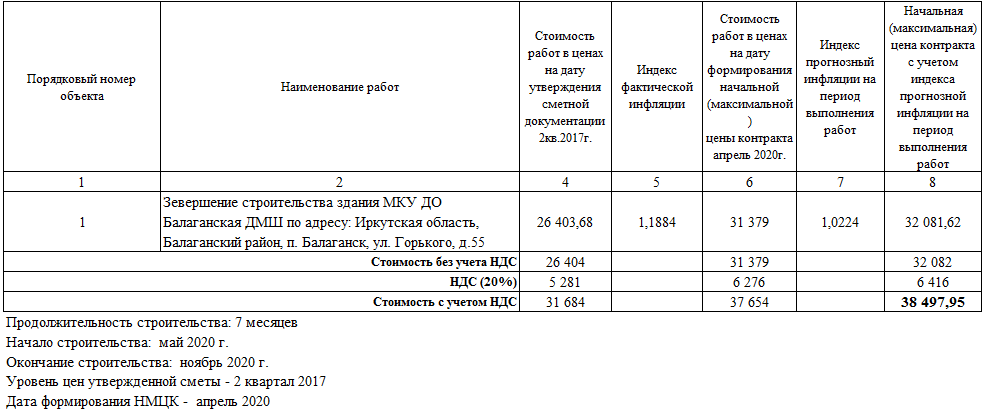 Порядковый номер
объекта
Наименование работ
Стоимость
работ в ценах
на дату
утверждения
сметной
документации
2кв.2017г.
Индекс
фактической
инфляции
Стоимость
работ в ценах
на дату
формирования
начальной
(максимальной
)
цены контракта
апрель 2020г.
Индекс
прогнозный
инфляции на
период
выполнения
работ
Начальная
(максимальная)
цена контракта
с учетом
индекса
прогнозной
инфляции на
период
выполнения
работ
1 2 4 5 6 7 8
Зевершение строительства здания МКУ ДО
1 Балаганская ДМШ по адресу: Иркутская область, 26 403,68 1,1884 31 379 1,0224 32 081,62
Балаганский район, п. Балаганск, ул. Горького, д.55
Стоимость без учета НДС 26 404 31 379 32 082
НДС (20%) 5 281 6 276 6 416
Стоимость с учетом НДС 31 684 37 654 38 497,95
Продолжительность строительства: 7 месяцев
Начало строительства: май 2020 г.
Окончание строительства: ноябрь 2020 г.
Уровень цен утвержденной сметы - 2 квартал 2017
Дата формирования НМЦК - апрель 2020